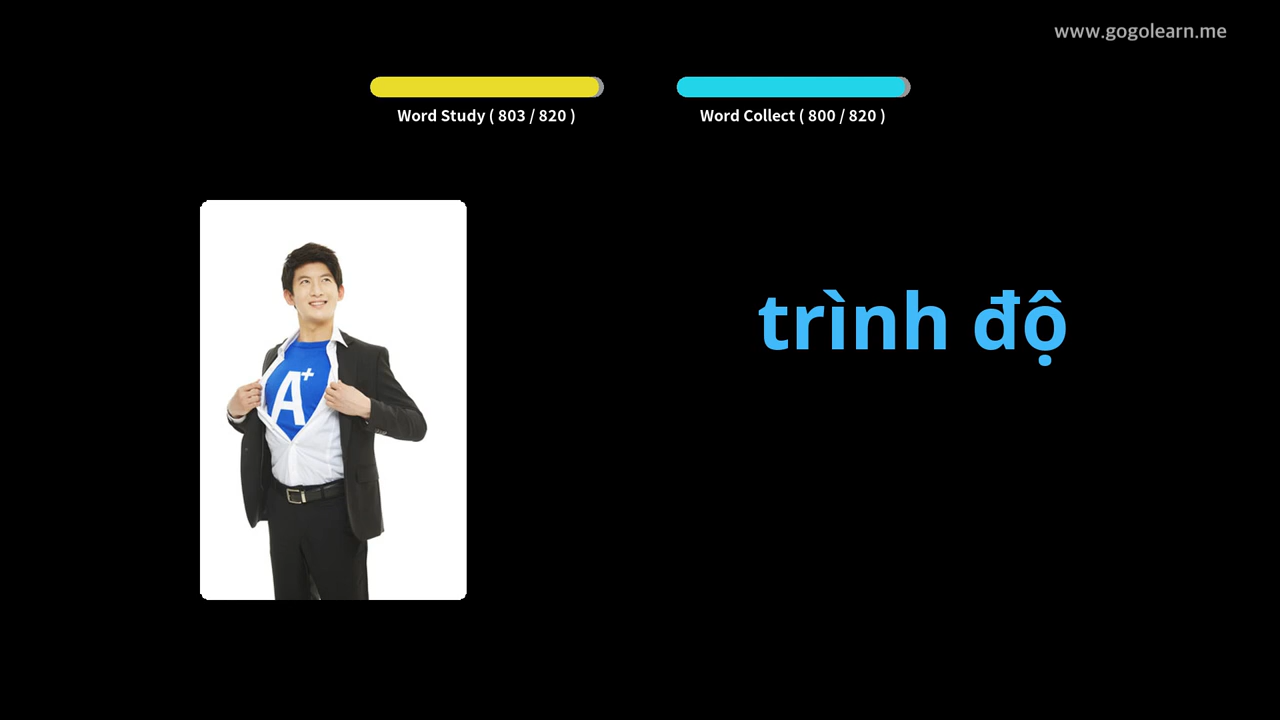 www.gogolearn.me
Word Study ( 803 / 820 )
Word Collect ( 800 / 820 )
A+
trình độ